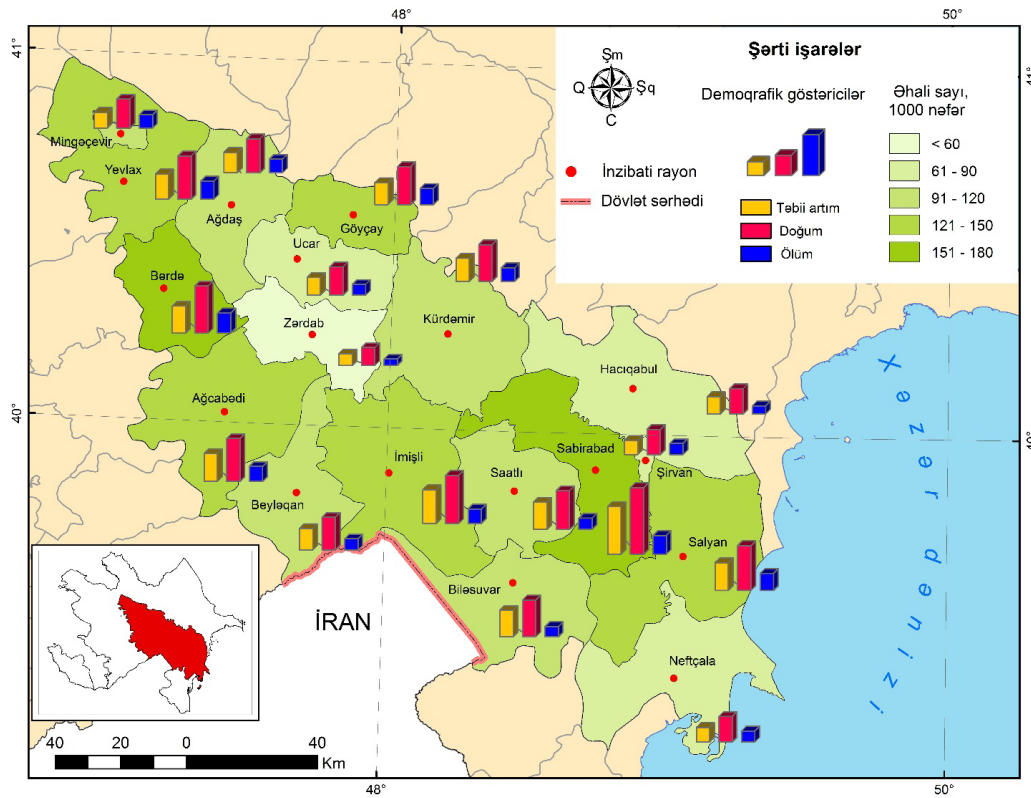 48°
50°
41°
41°
Şərti işarələr
Şm
Q
Şq
C
Demoqrafik göstəricilər
Əhali sayı,
1000 nəfər
< 60
61 - 90
91 - 120
121 - 150
151 - 180
İnzibati rayon
Dövlət sərhədi
Təbii artım
Doğum
Ölüm
Mingəçevir
Yevlax
Ağdaş
Göyçay
Ucar
Bərdə
Zərdab
Kürdəmir
Hacıqabul
Ağcabədi
40°
40°
İmişli
Saatlı
Sabirabad
Şirvan
Beyləqan
Salyan
Biləsuvar
İRAN
Neftçala
Xəzər dənizi
40 20 0 40
Km
48°
50°